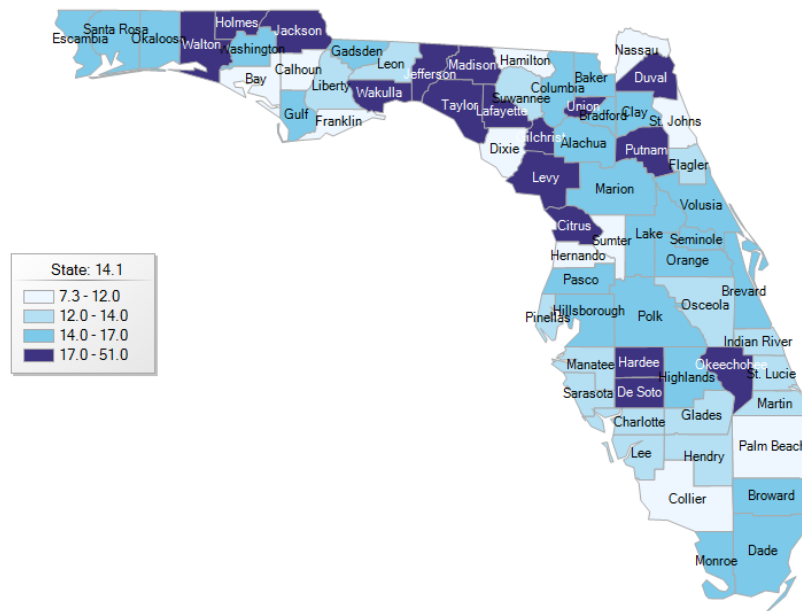 Holmes
Jackson
Santa Rosa
Escambia
Okaloosa
Walton
Washington
Gadsden
Leon
Hamilton
Madison
Nassau
Baker
Duval
Bay
Calhoun
Liberty
Jefferson
Wakulla
Suwannee
Columbia
Taylor
Lafayette
Union
Bradford
Clay
St. Johns
Gulf
Franklin
Dixie
Gilchrist
Alachua
Putnam
Flagler
Levy
Marion
Volusia
Citrus
Sumter
Lake
Seminole
Hernando
Orange
State: 14.1
7.3 - 12.0
12.0 - 14.0
14.0 - 17.0
17.0 - 51.0
Pasco
Brevard
Osceola
Pinellas
Hillsborough
Polk
Indian River
Manatee
Hardee
Okeechobee
St. Lucie
Highlands
Sarasota
De Soto
Martin
Charlotte
Glades
Lee
Hendry
Palm Beach
Collier
Broward
Monroe
Dade